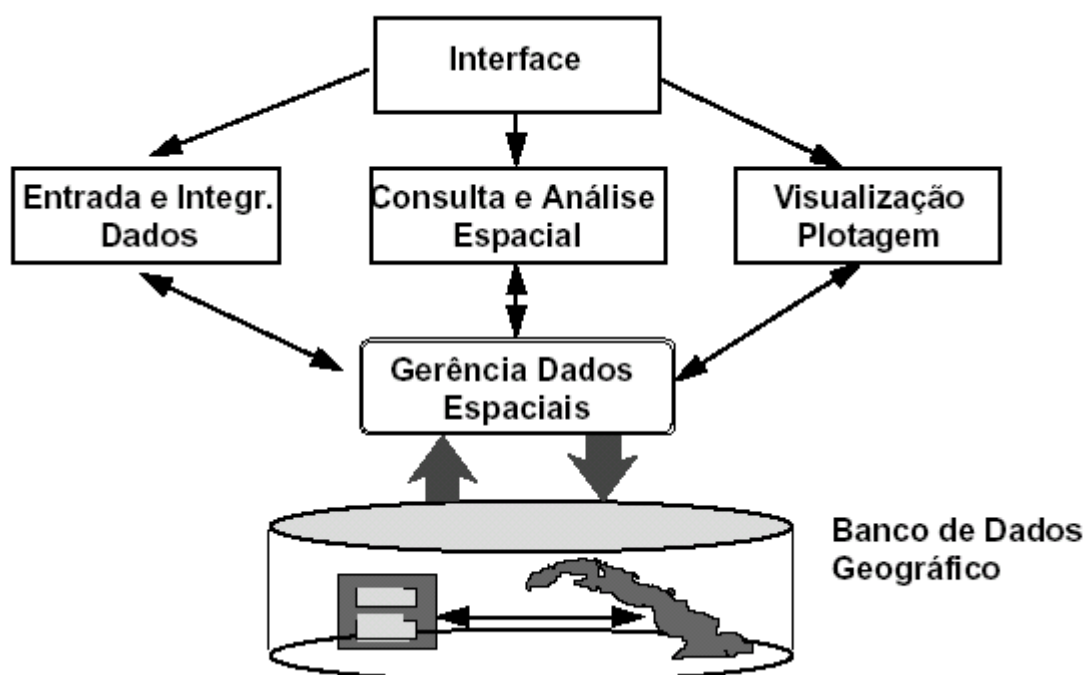 Interface
Entrada e Integr.
Dados
Consulta e Análise
Espacial
Visualização
Plotagem
Gerência Dados
Espaciais
Banco de Dados
Geográfico